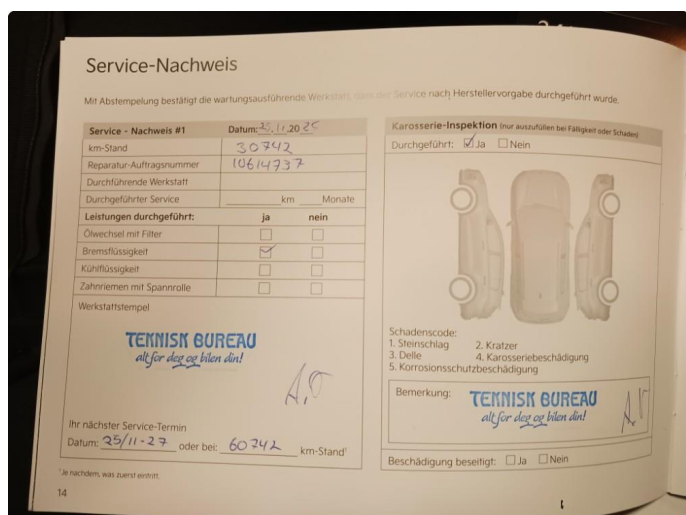 Service-Nachweis
Mit Abstempelung bestätigt die wartungsausführende Werkstatt, dass der Service nach Herstellervorgabe durchgeführt wurde.
Service - Nachweis #1 Datum: 25.11.2025
km-Stand 30742
Reparatur-Auftragsnummer 10614737
Durchführende Werkstatt
Durchgeführter Service km Monate
Leistungen durchgeführt: ja nein
Ölwechsel mit Filter
Bremsflüssigkeit
Kühlflüssigkeit
Zahnriemen mit Spannrolle
Werkstattstempel
TEKNISK BUREAU
alt for deg og bilen din!
A.O
Ihr nächster Service-Termin
Datum: 25/11-27 oder bei: 60742 km-Stand¹
¹Je nachdem, was zuerst eintritt.
14
Karosserie-Inspektion (nur auszufüllen bei Fälligkeit oder Schaden)
Durchgeführt: Ja Nein
Schadenscode:
1. Steinschlag 2. Kratzer
3. Delle 4. Karosseriebeschädigung
5. Korrosionsschutzbeschädigung
Bemerkung:
TEKNISK BUREAU
alt for deg og bilen din!
Beschädigung beseitigt: Ja Nein